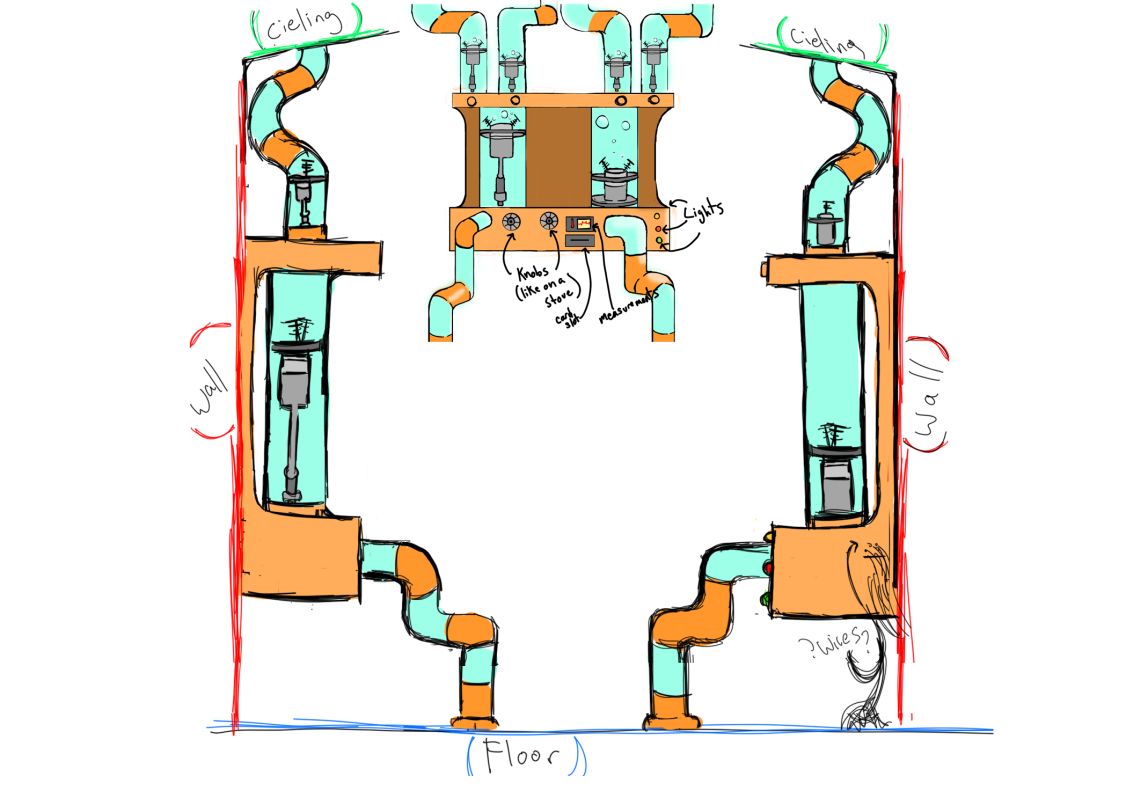 Cieling
Cieling
Lights
Knobs
(like on a
stove)
card
slot
measurements
Wall
Wall
?Wires?
(Floor)